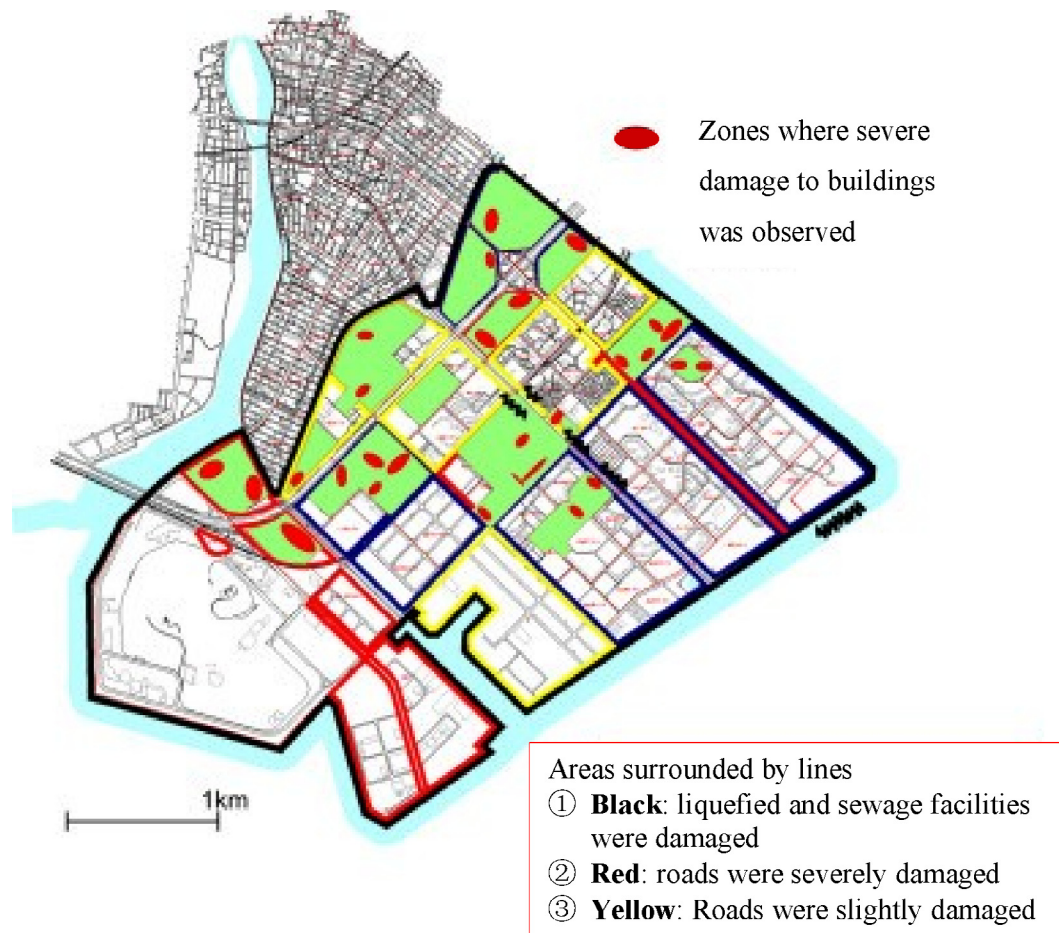 Zones where severe
damage to buildings
was observed
1km
Areas surrounded by lines
① Black: liquefied and sewage facilities
were damaged
② Red: roads were severely damaged
③ Yellow: Roads were slightly damaged